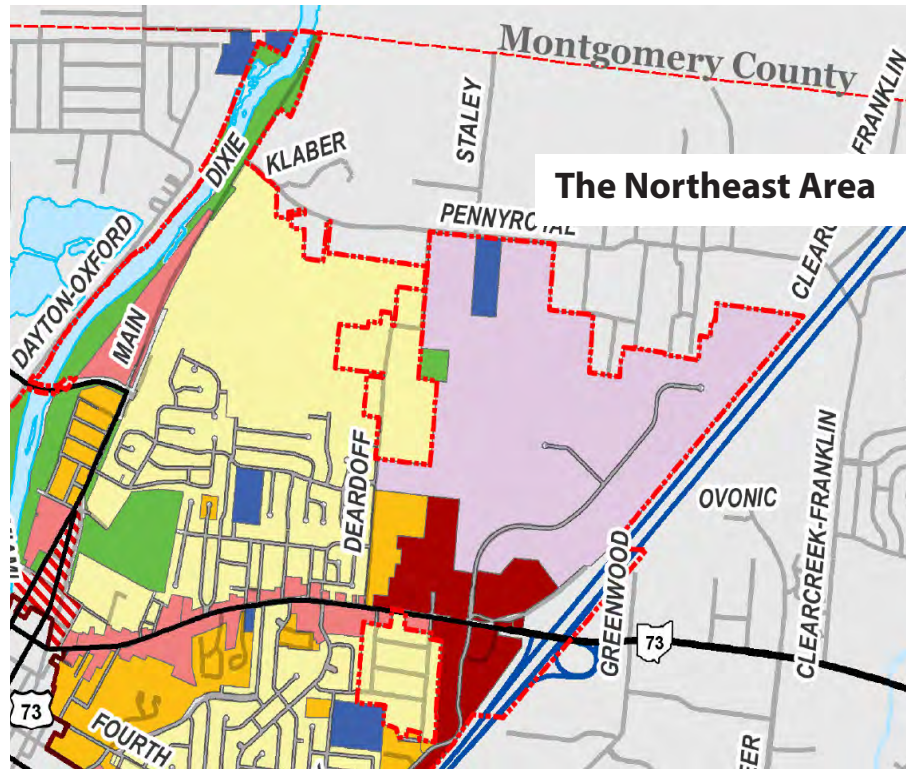 Montgomery County
FRANKLIN
STALEY
KLABER
DIXIE
The Northeast Area
PENNYROYAL
DAYTON-OXFORD
MAIN
DEARDOFF
OVONIC
GREENWOOD
CLEARCREEK-FRANKLIN
73
73
FOURTH